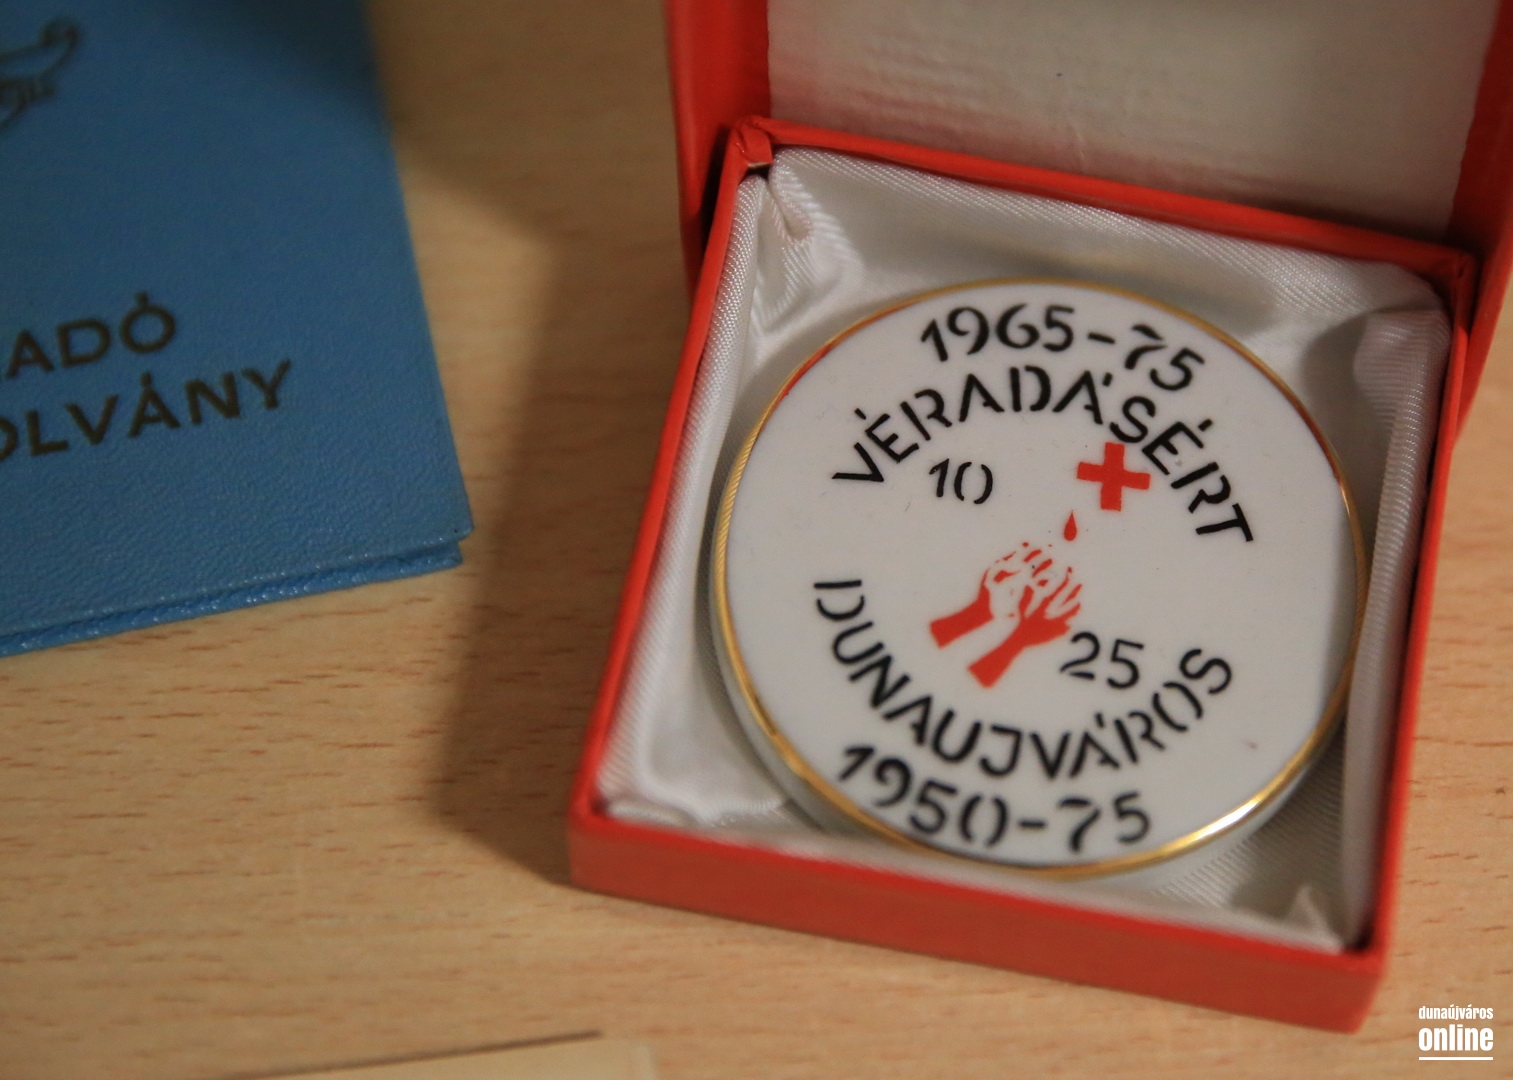 ADÓ
OLVÁNY
1965-75
VÉRADÁSÉRT
10
25
DUNAUJVÁROS
1950-75
dunaújváros
online